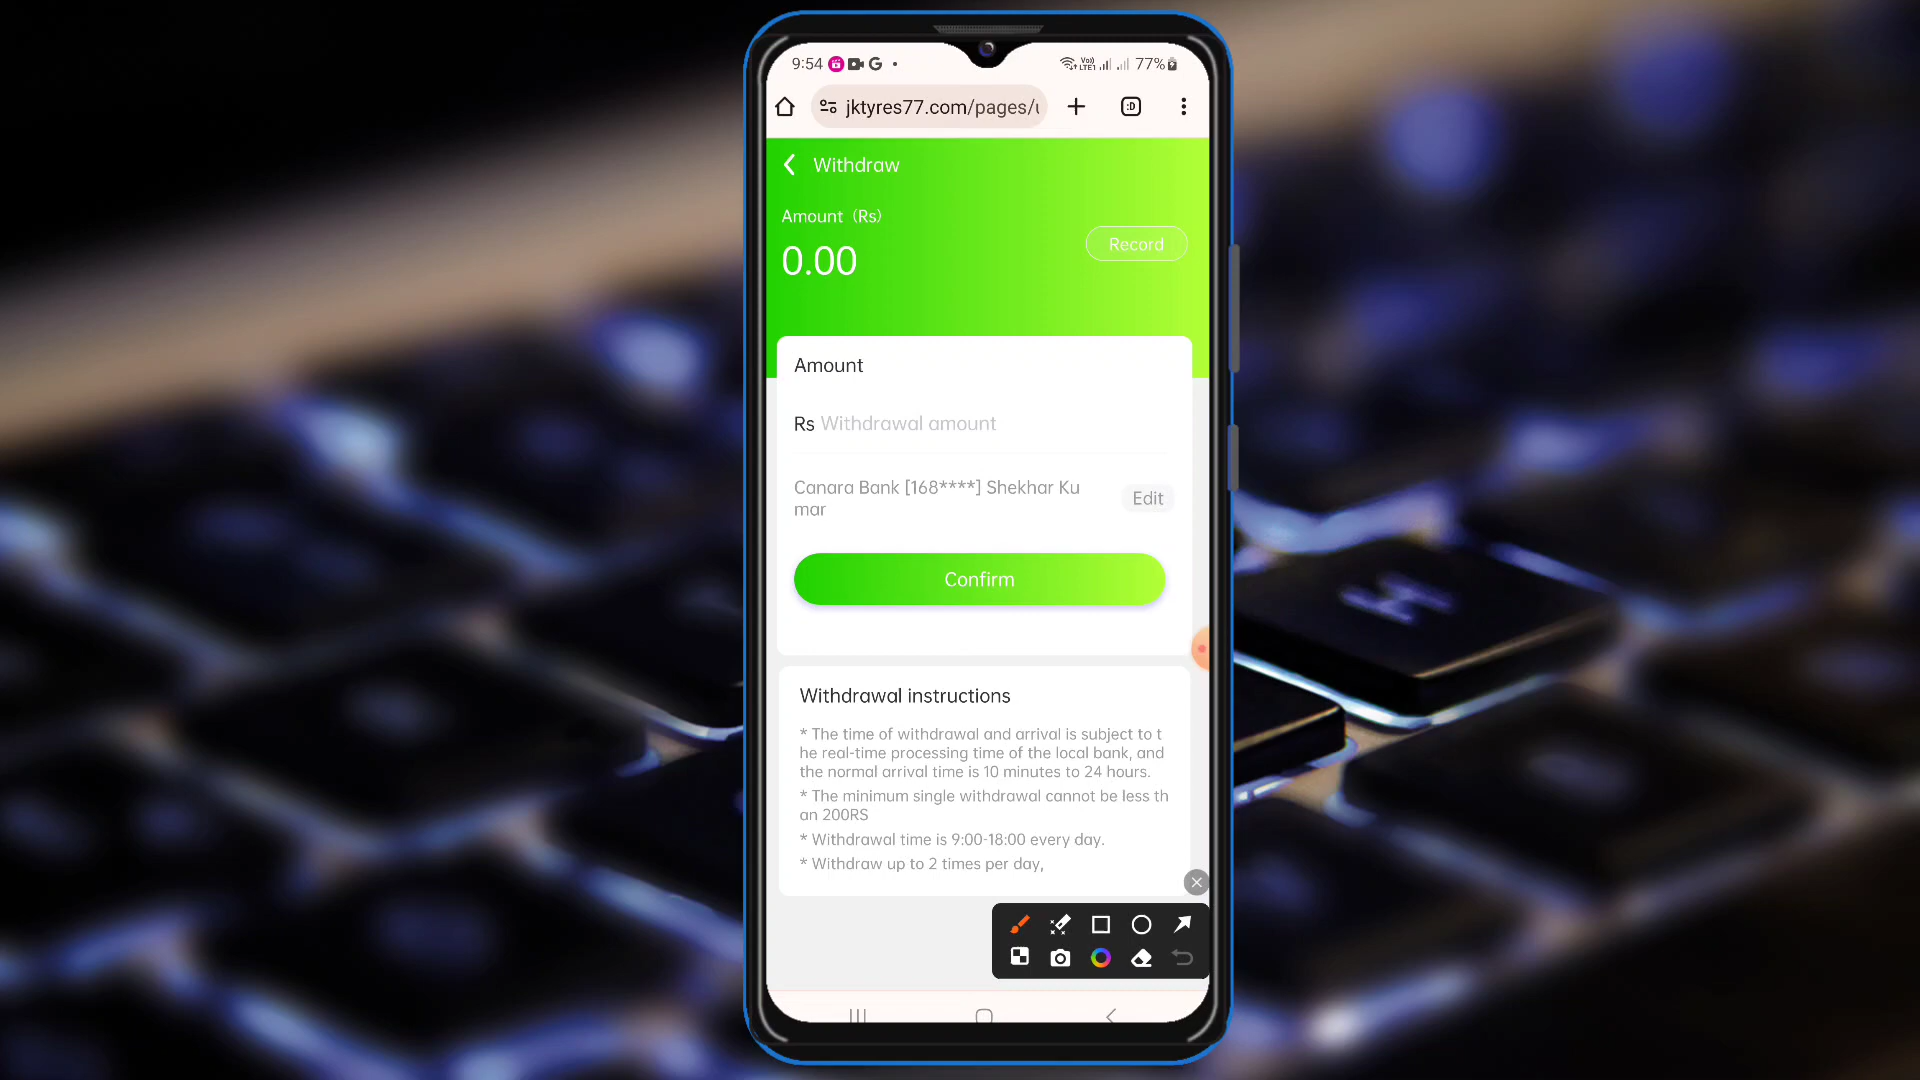 9:54 G • Vo) LTE1 77%
jktyres77.com/pages/u
Withdraw
Amount (Rs)
0.00
Record
Amount
Rs Withdrawal amount
Canara Bank [168****] Shekhar Ku
mar
Edit
Confirm
Withdrawal instructions
* The time of withdrawal and arrival is subject to t
he real-time processing time of the local bank, and
the normal arrival time is 10 minutes to 24 hours.
* The minimum single withdrawal cannot be less th
an 200RS
* Withdrawal time is 9:00-18:00 every day.
* Withdraw up to 2 times per day,